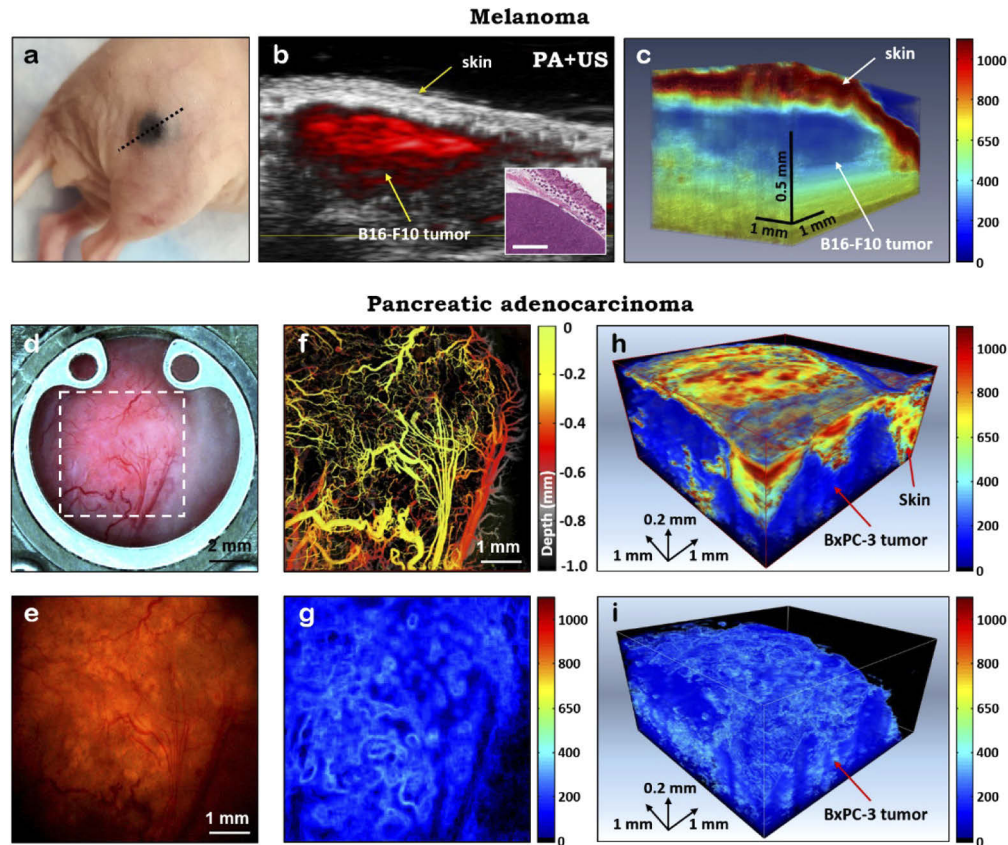 Melanoma
a
b
skin
PA+US
B16-F10 tumor
c
skin
0.5 mm
1 mm
1 mm
B16-F10 tumor
1000
800
650
400
200
0
Pancreatic adenocarcinoma
d
2 mm
f
1 mm
0
-0.2
-0.4
-0.6
-0.8
-1.0
Depth (mm)
h
Skin
BxPC-3 tumor
0.2 mm
1 mm
1 mm
1000
800
650
400
200
0
e
1 mm
g
1000
800
650
400
200
0
i
BxPC-3 tumor
0.2 mm
1 mm
1 mm
1000
800
650
400
200
0